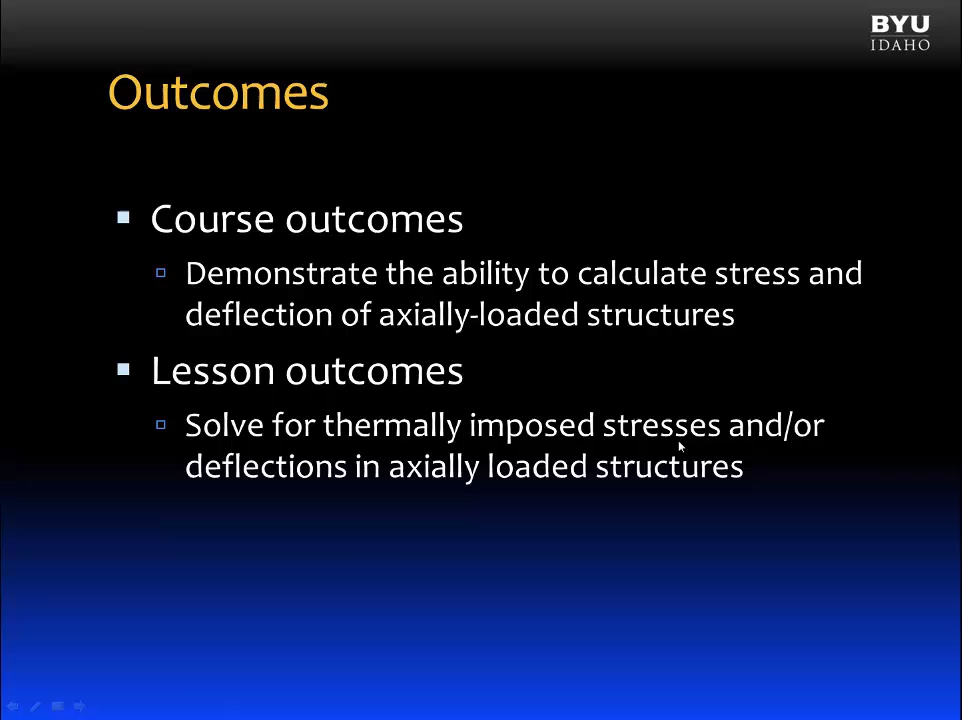 BYU
IDAHO
Outcomes
Course outcomes
Demonstrate the ability to calculate stress and
deflection of axially-loaded structures
Lesson outcomes
Solve for thermally imposed stresses and/or
deflections in axially loaded structures